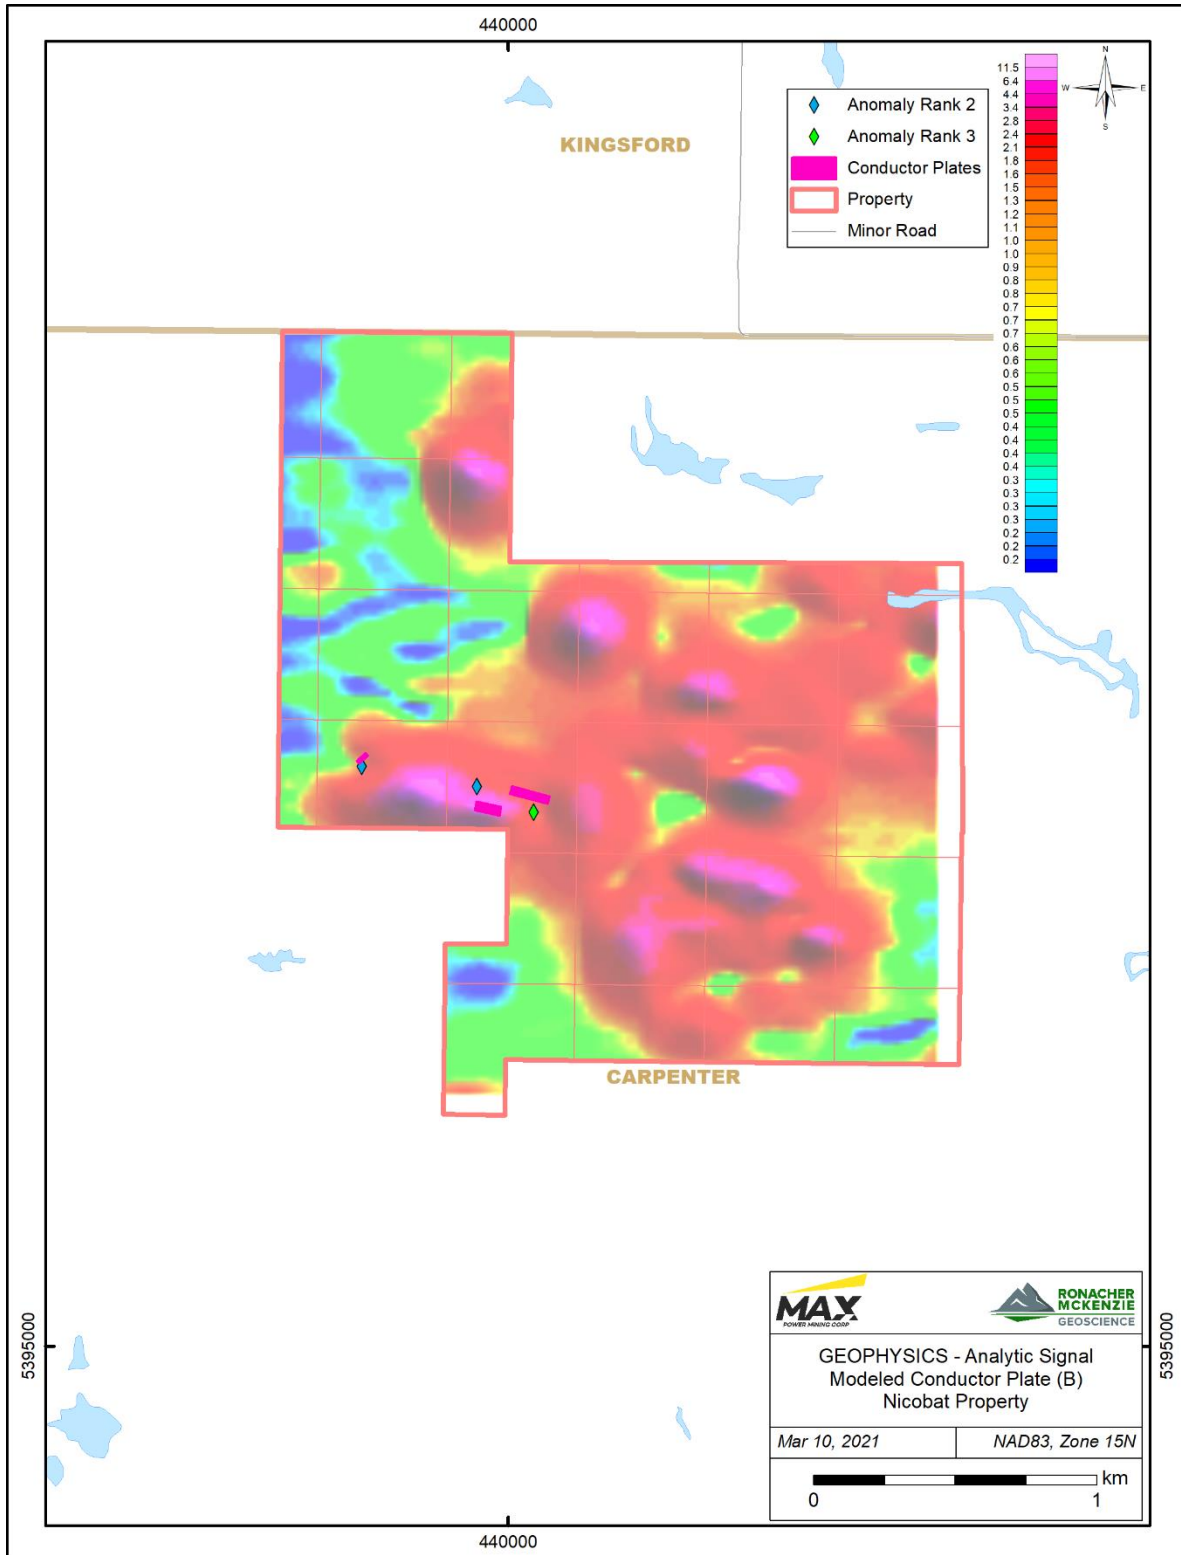 440000
N
W
E
S
Anomaly Rank 2
Anomaly Rank 3
Conductor Plates
Property
Minor Road
11.5
6.4
4.4
3.4
2.8
2.4
2.1
1.8
1.6
1.5
1.3
1.2
1.1
1.0
1.0
0.9
0.8
0.8
0.7
0.7
0.7
0.6
0.6
0.6
0.5
0.5
0.4
0.4
0.4
0.4
0.3
0.3
0.3
0.3
0.2
0.2
0.2
KINGSFORD
CARPENTER
5395000
5395000
MAX
POWER MINING CORP
RONACHER
MCKENZIE
GEOSCIENCE
GEOPHYSICS - Analytic Signal
Modeled Conductor Plate (B)
Nicobat Property
Mar 10, 2021
NAD83, Zone 15N
km
0
1
440000